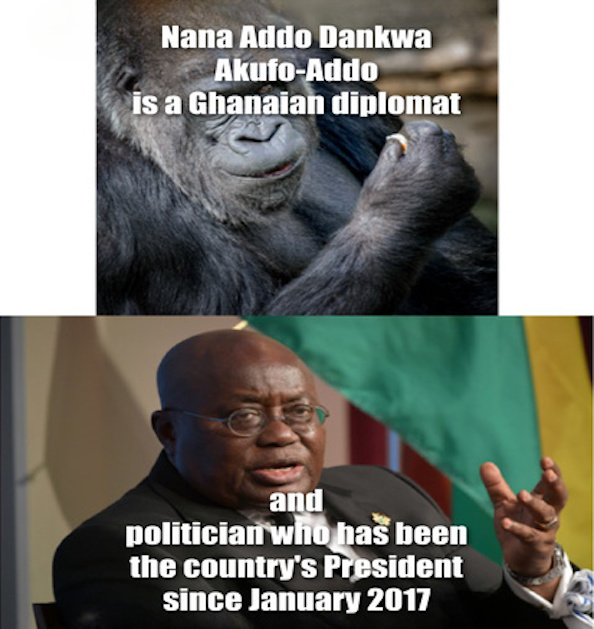 Nana Addo Dankwa
Akufo-Addo
is a Ghanaian diplomat
and
politician who has been
the country's President
since January 2017